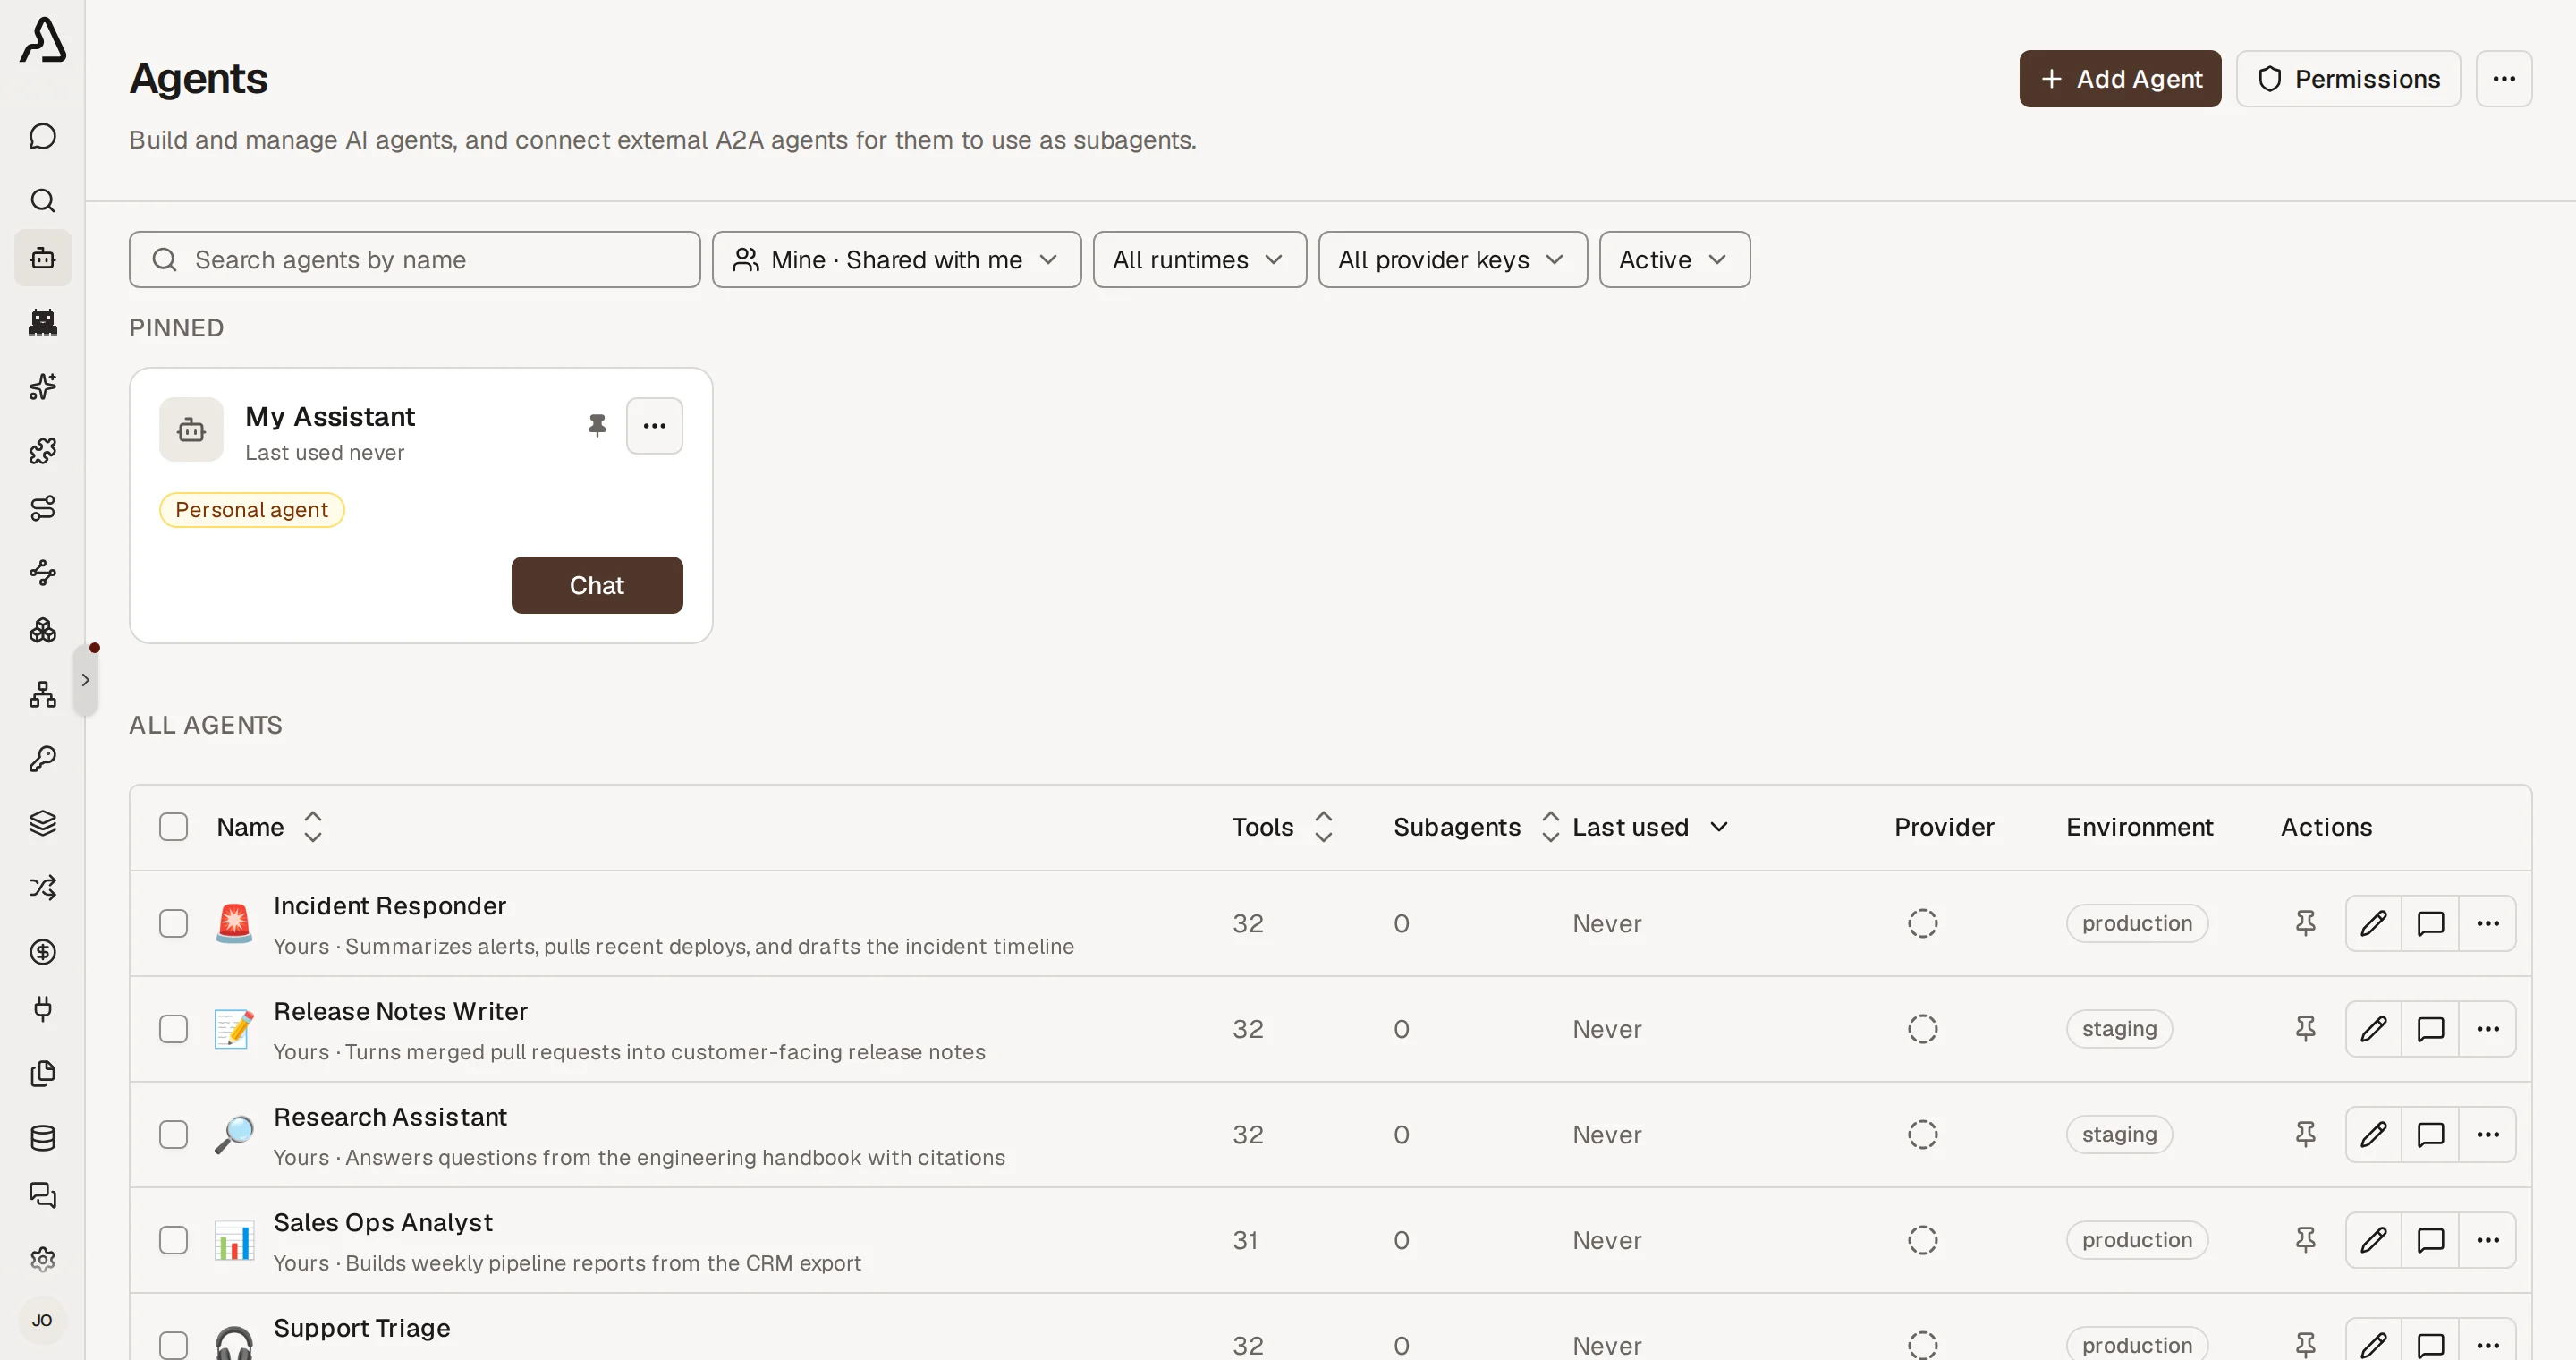 Agents
+ Add Agent
Permissions
Build and manage AI agents, and connect external A2A agents for them to use as subagents.
Search agents by name
Mine · Shared with me
All runtimes
All provider keys
Active
PINNED
My Assistant
Last used never
Personal agent
Chat
ALL AGENTS
Name Tools Subagents Last used Provider Environment Actions
Incident Responder
Yours · Summarizes alerts, pulls recent deploys, and drafts the incident timeline
32 0 Never production
Release Notes Writer
Yours · Turns merged pull requests into customer-facing release notes
32 0 Never staging
Research Assistant
Yours · Answers questions from the engineering handbook with citations
32 0 Never staging
Sales Ops Analyst
Yours · Builds weekly pipeline reports from the CRM export
31 0 Never production
Support Triage
32 0 Never production
JO